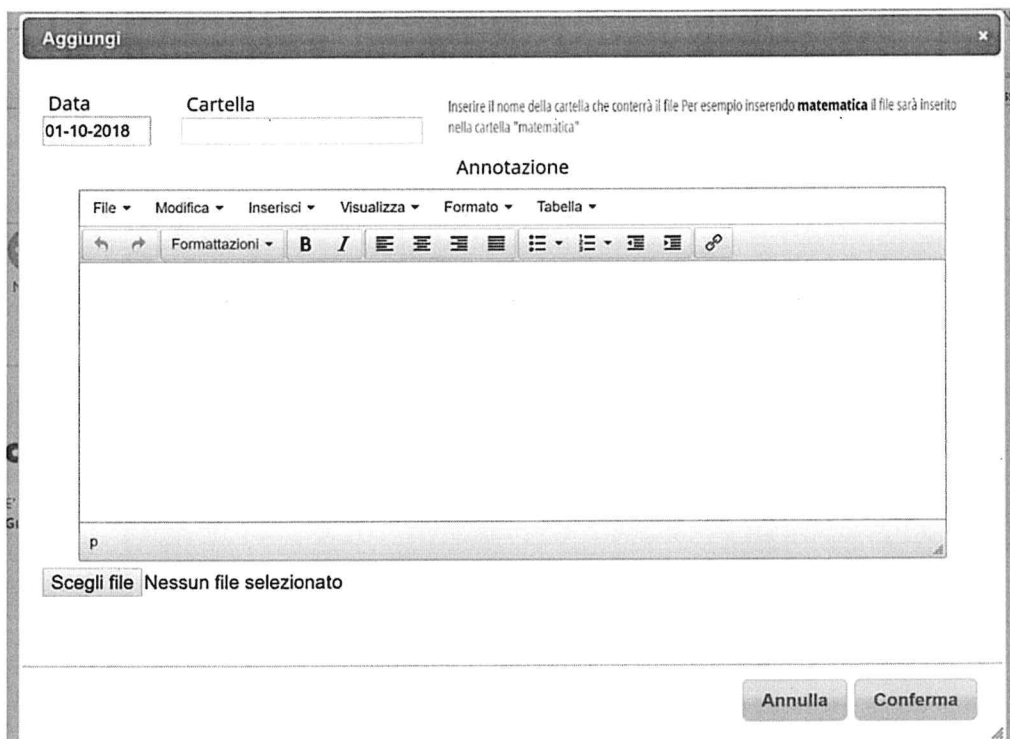 Aggiungi ×
Data Cartella
01-10-2018
Inserire il nome della cartella che conterrà il file Per esempio inserendo matematica il file sarà inserito
nella cartella "matematica"
Annotazione
File Modifica Inserisci Visualizza Formato Tabella
Formattazioni B I
p
Scegli file Nessun file selezionato
Annulla Conferma